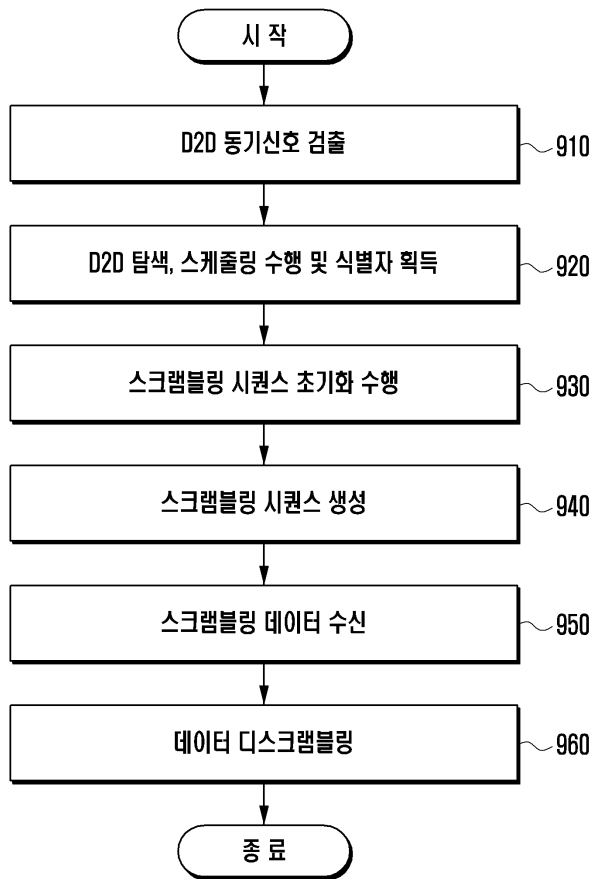 시 작
D2D 동기신호 검출
910
D2D 탐색, 스케줄링 수행 및 식별자 획득
920
스크램블링 시퀀스 초기화 수행
930
스크램블링 시퀀스 생성
940
스크램블링 데이터 수신
950
데이터 디스크램블링
960
종 료